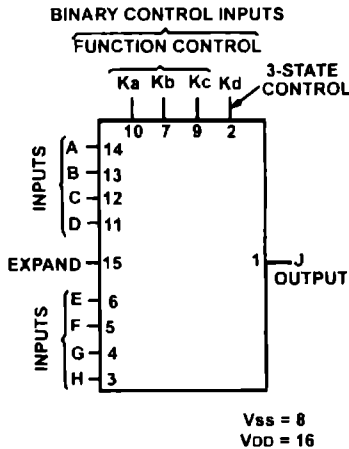 BINARY CONTROL INPUTS
FUNCTION CONTROL
Ka Kb Kc Kd
3-STATE
CONTROL
10 7 9 2
INPUTS
A 14
B 13
C 12
D 11
EXPAND 15
1 J
OUTPUT
INPUTS
E 6
F 5
G 4
H 3
Vss = 8
VDD = 16